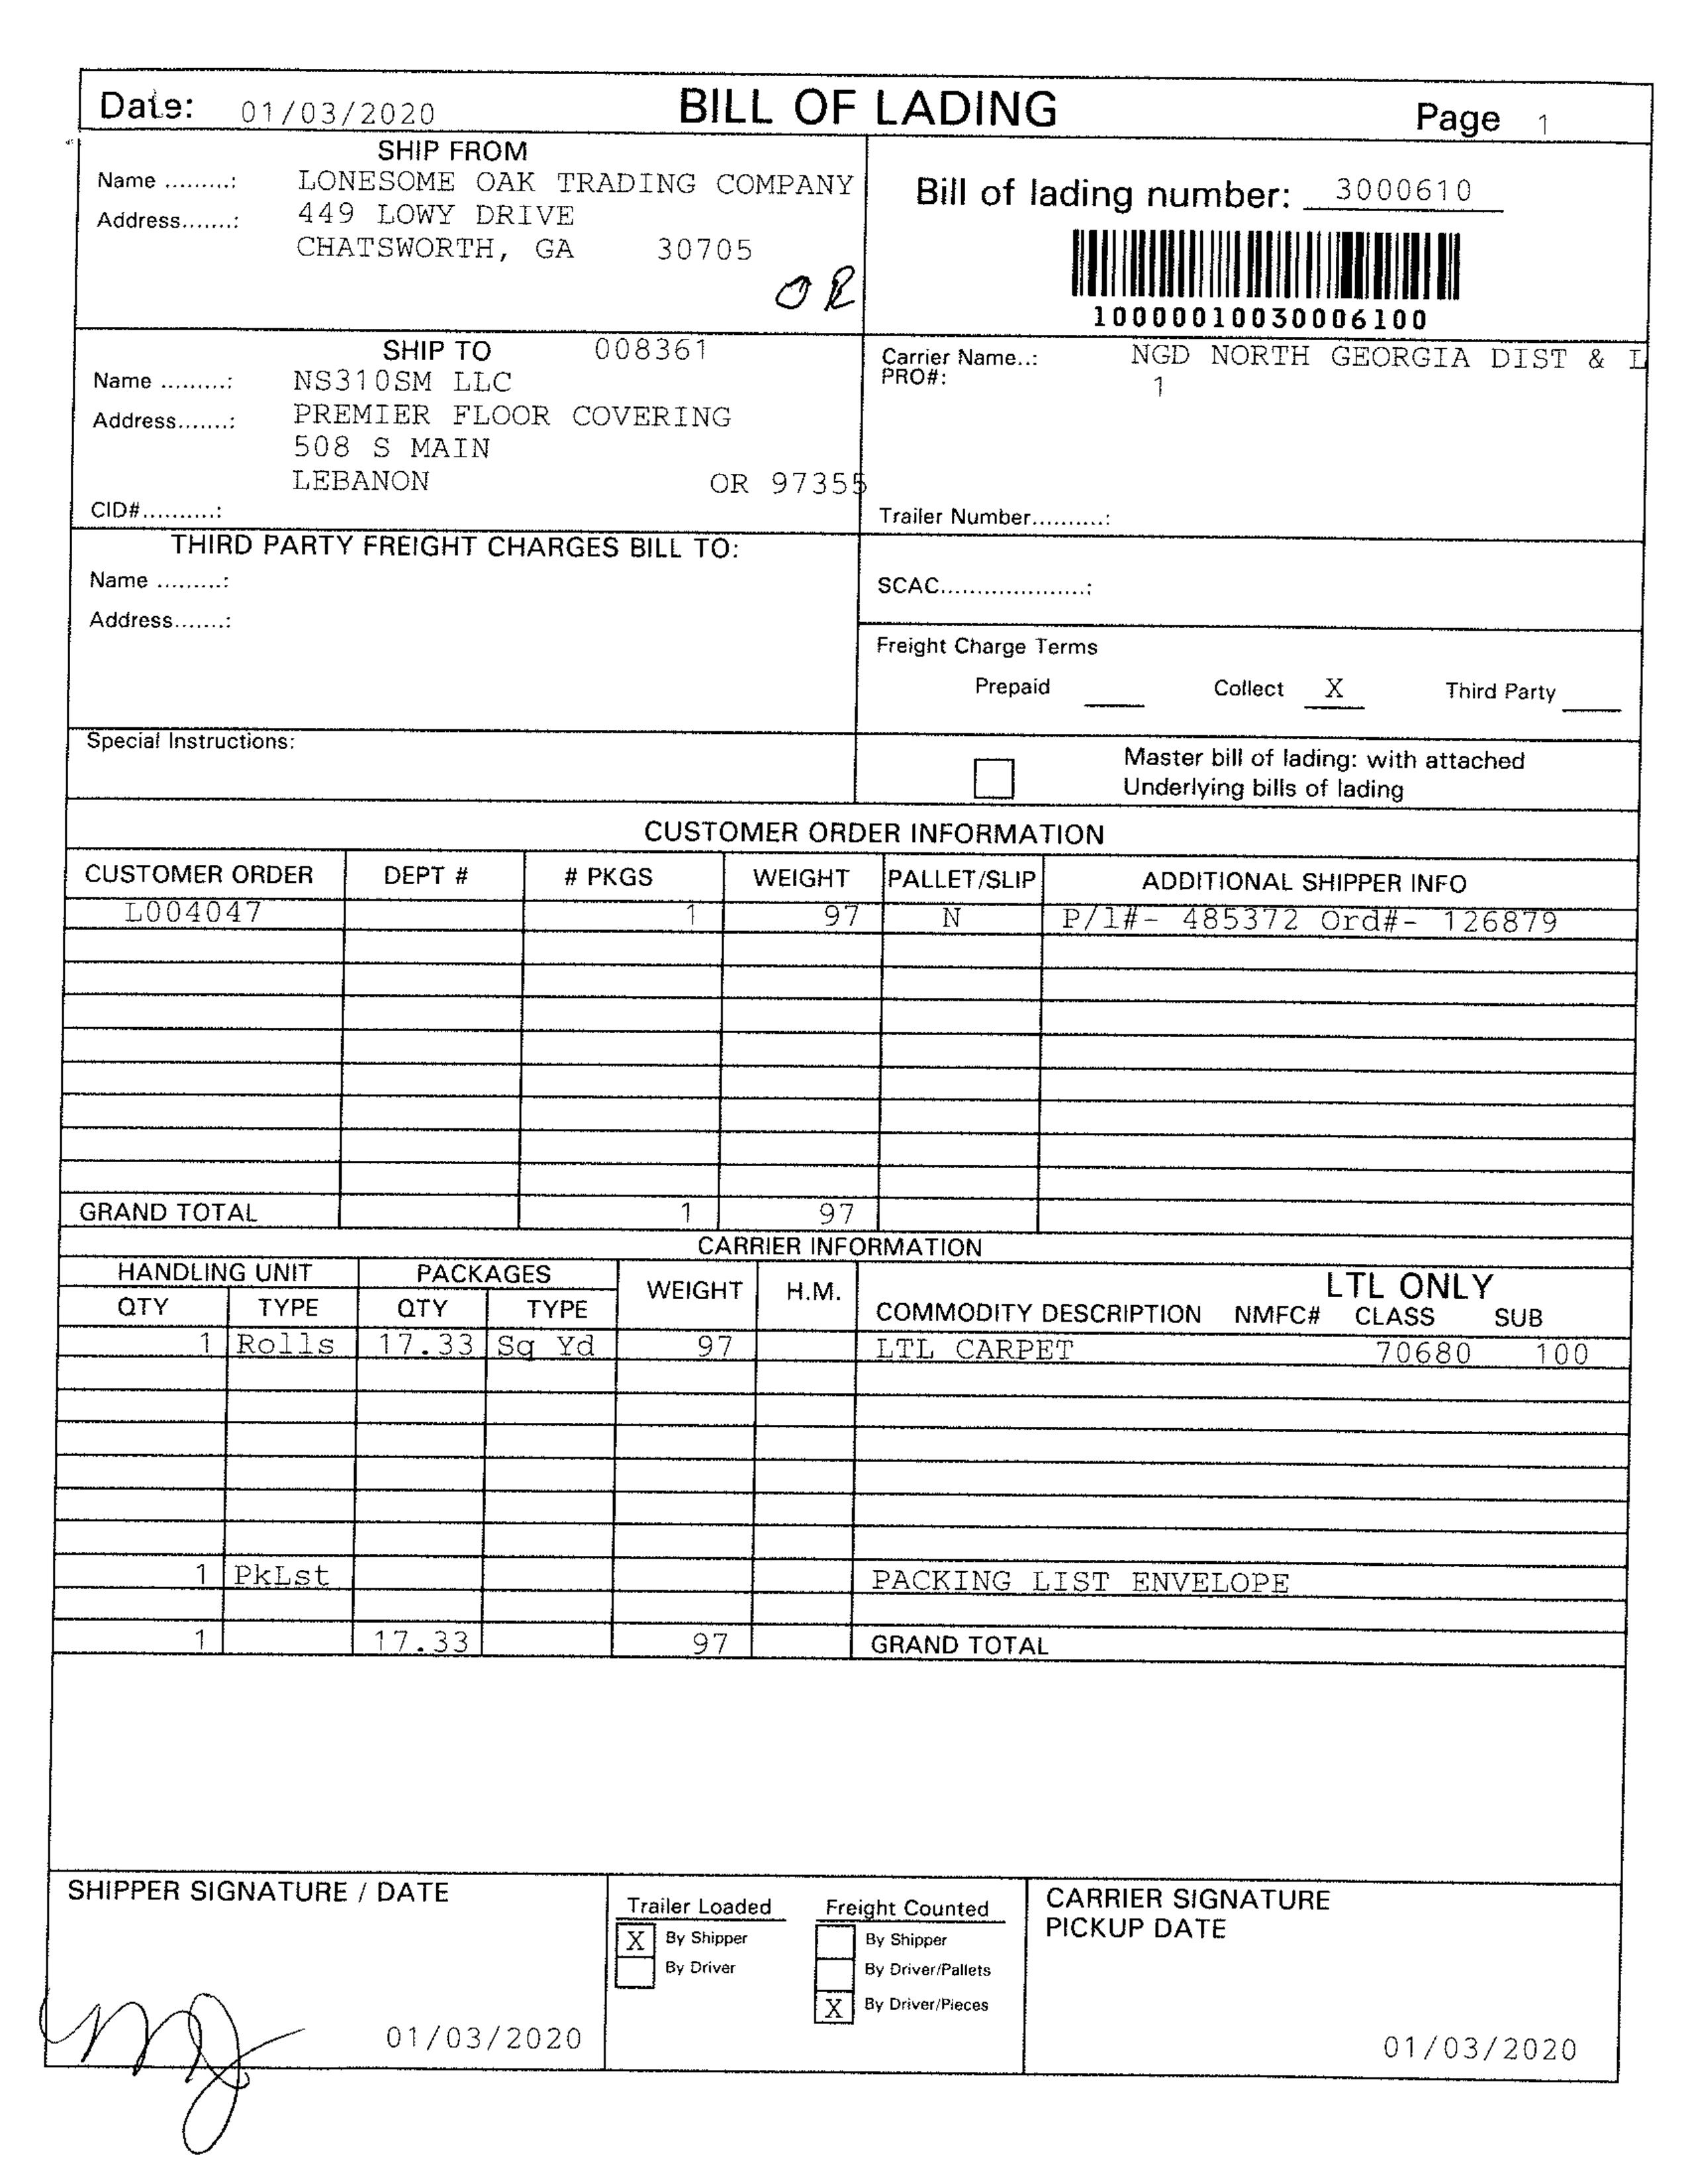 Date: 01/03/2020 BILL OF LADING Page 1
SHIP FROM
Name .........: LONESOME OAK TRADING COMPANY
Address.......: 449 LOWY DRIVE
CHATSWORTH, GA 30705
OR
Bill of lading number: 3000610
10000010030006100
SHIP TO 008361
Name .........: NS310SM LLC
Address.......: PREMIER FLOOR COVERING
508 S MAIN
LEBANON OR 97355
CID#..........:
Carrier Name..: NGD NORTH GEORGIA DIST & L
PRO#: 1
Trailer Number..........:
THIRD PARTY FREIGHT CHARGES BILL TO:
Name .........:
Address.......:
SCAC....................:
Freight Charge Terms
Prepaid Collect X Third Party
Special Instructions:
Master bill of lading: with attached
Underlying bills of lading
CUSTOMER ORDER INFORMATION
CUSTOMER ORDER DEPT # # PKGS WEIGHT PALLET/SLIP ADDITIONAL SHIPPER INFO
L004047 1 97 N P/l#- 485372 Ord#- 126879
GRAND TOTAL 1 97
CARRIER INFORMATION
HANDLING UNIT PACKAGES WEIGHT H.M. LTL ONLY
QTY TYPE QTY TYPE COMMODITY DESCRIPTION NMFC# CLASS SUB
1 Rolls 17.33 Sq Yd 97 LTL CARPET 70680 100
1 PkLst PACKING LIST ENVELOPE
1 17.33 97 GRAND TOTAL
SHIPPER SIGNATURE / DATE
01/03/2020
Trailer Loaded
X By Shipper
By Driver
Freight Counted
By Shipper
By Driver/Pallets
X By Driver/Pieces
CARRIER SIGNATURE
PICKUP DATE
01/03/2020